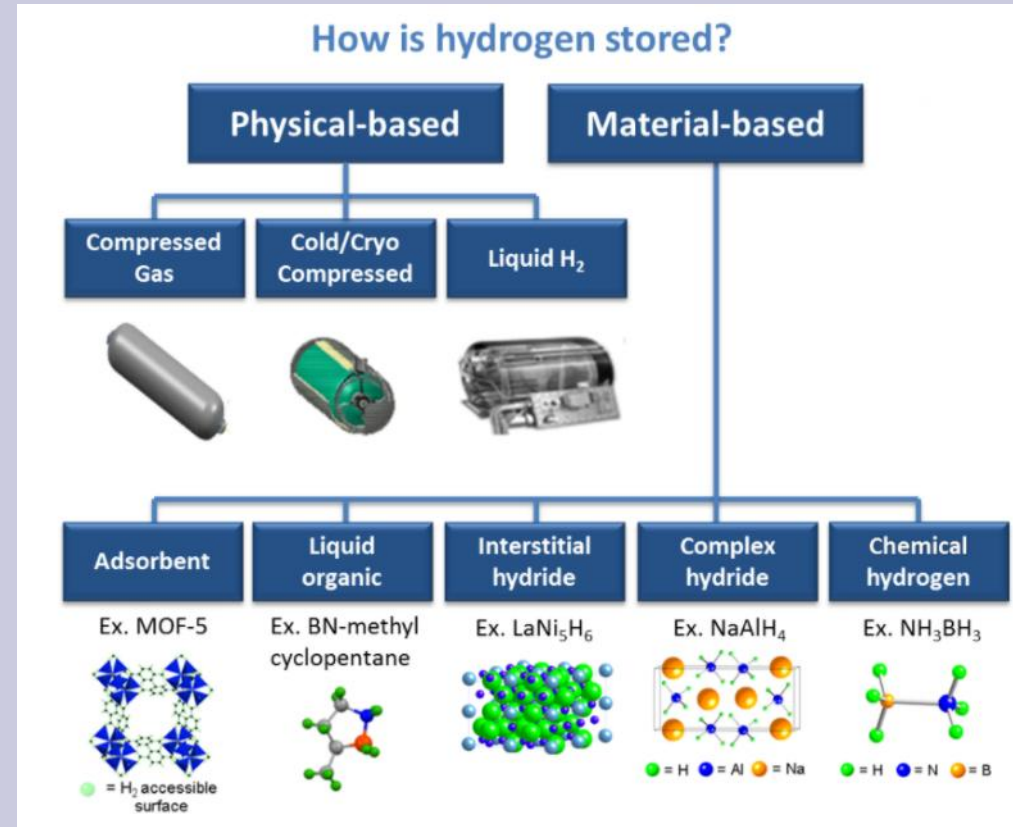 How is hydrogen stored?
Physical-based
Material-based
Compressed
Gas
Cold/Cryo
Compressed
Liquid H₂
Adsorbent
Liquid
organic
Interstitial
hydride
Complex
hydride
Chemical
hydrogen
Ex. MOF-5
Ex. BN-methyl
cyclopentane
Ex. LaNi₅H₆
Ex. NaAlH₄
Ex. NH₃BH₃
= H₂ accessible
surface
= H = Al = Na
= H = N = B